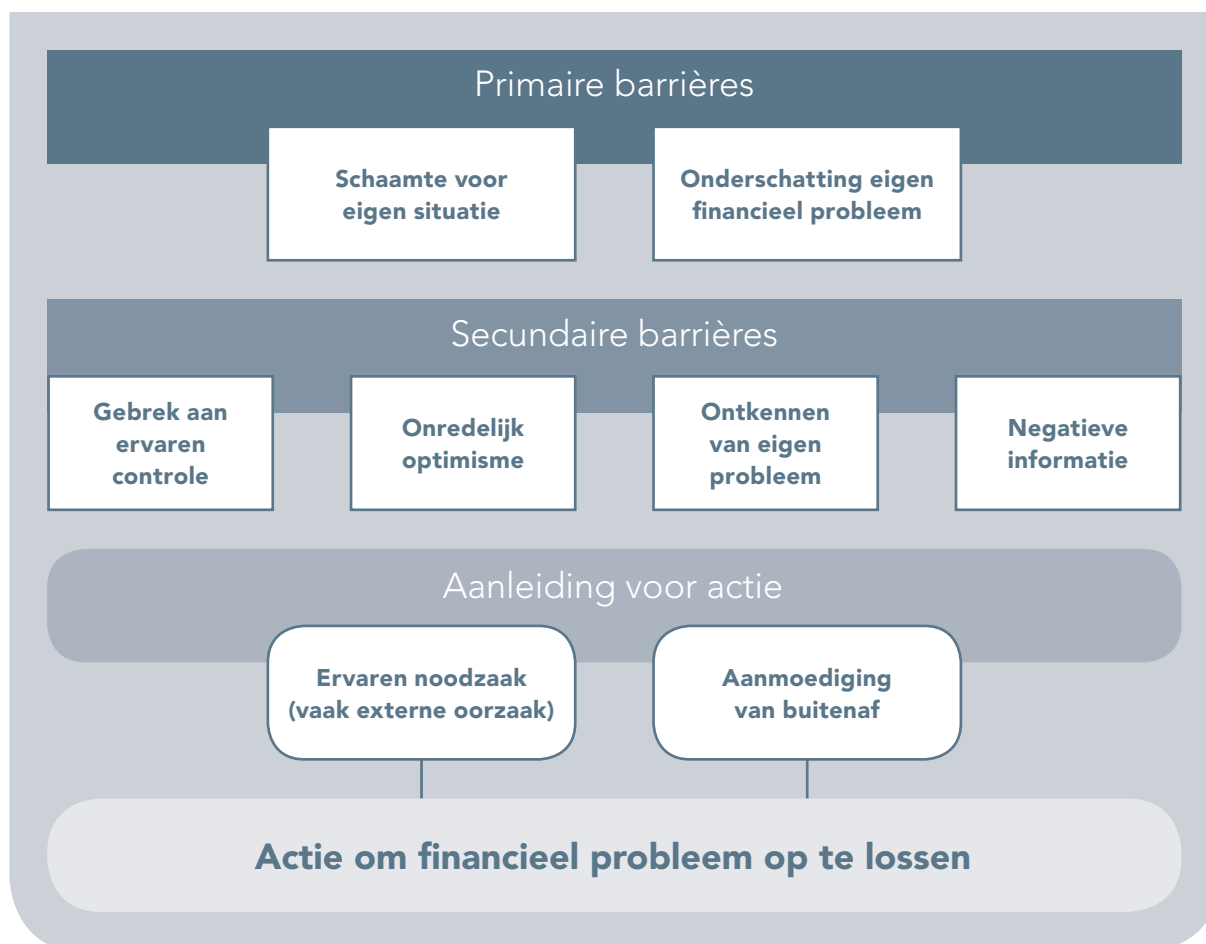 Primaire barrières
Schaamte voor
eigen situatie
Onderschatting eigen
financieel probleem
Secundaire barrières
Gebrek aan
ervaren
controle
Onredelijk
optimisme
Ontkennen
van eigen
probleem
Negatieve
informatie
Aanleiding voor actie
Ervaren noodzaak
(vaak externe oorzaak)
Aanmoediging
van buitenaf
Actie om financieel probleem op te lossen